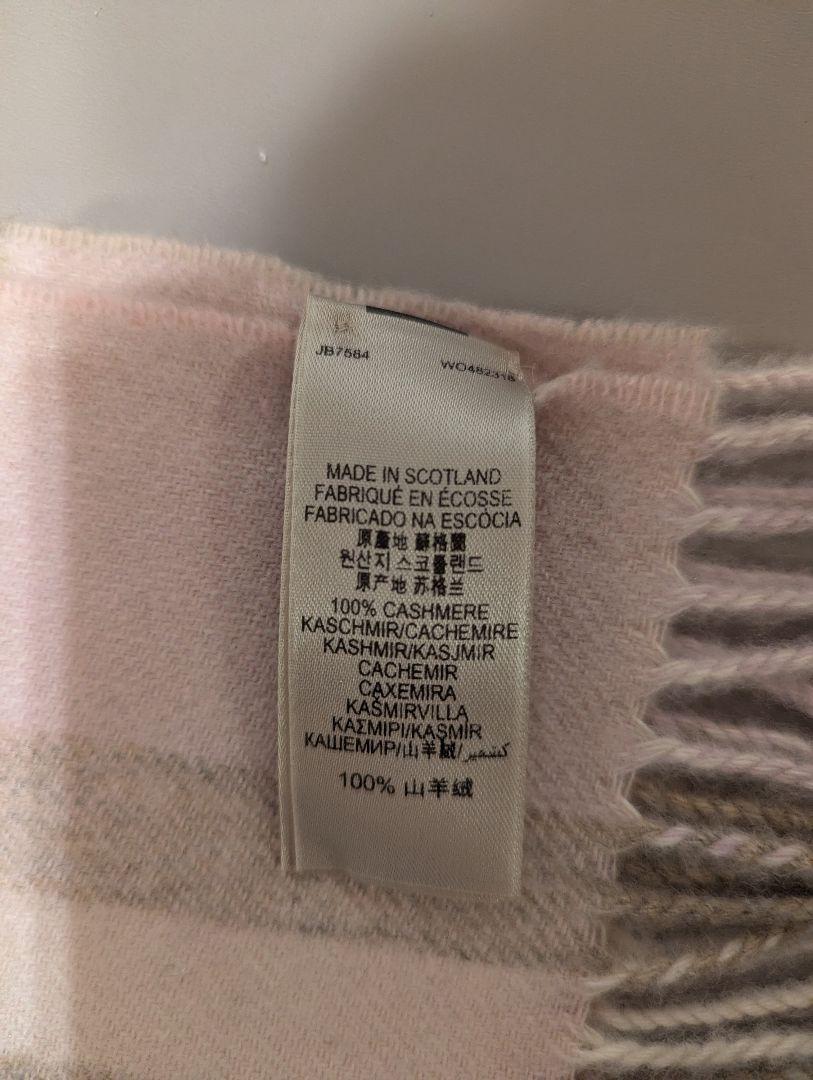 JB7584 WO482318
MADE IN SCOTLAND
FABRIQUÉ EN ÉCOSSE
FABRICADO NA ESCÓCIA
原產地 蘇格蘭
원산지 스코틀랜드
原产地 苏格兰
100% CASHMERE
KASCHMIR/CACHEMIRE
KASHMIR/KASJMIR
CACHEMIR
CAXEMIRA
KAŠMIRVILLA
ΚΑΣΜΙΡΙ/KAŞMİR
КАШЕМИР/山羊絨/كشمير
100% 山羊絨